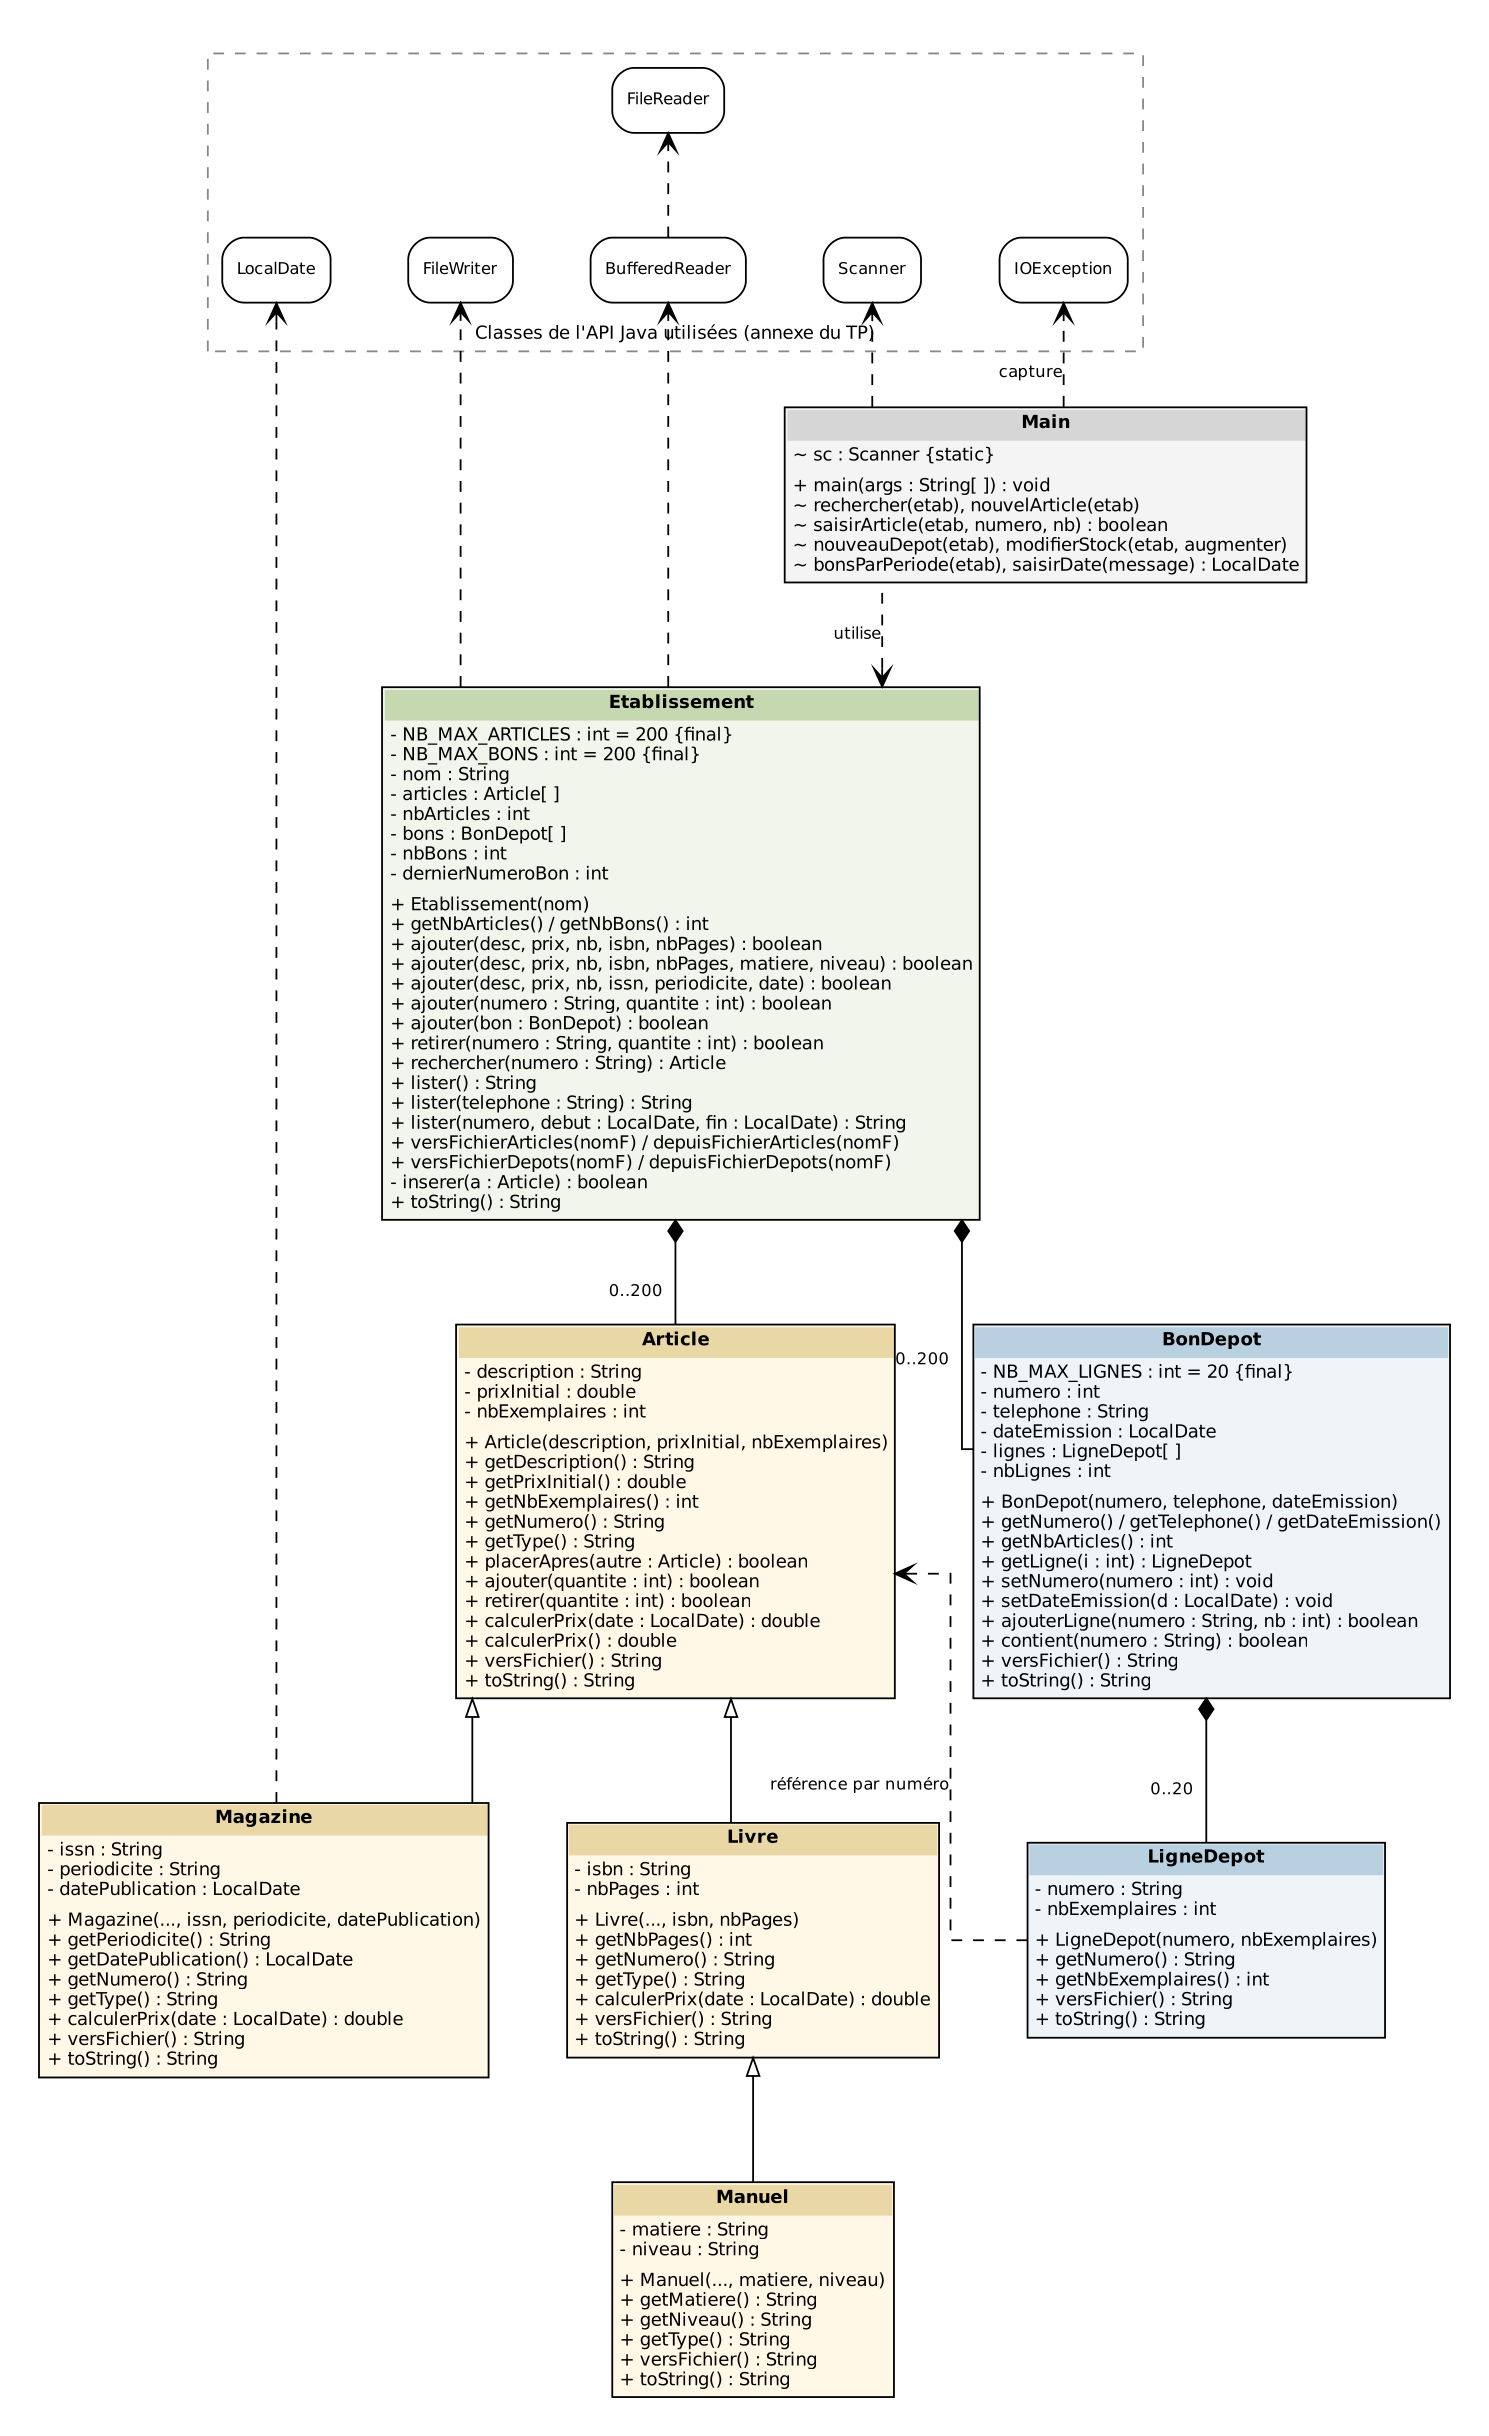 FileReader
LocalDate
FileWriter
BufferedReader
Scanner
IOException
Classes de l'API Java utilisées (annexe du TP)
capture
Main
~ sc : Scanner {static}
+ main(args : String[ ]) : void
~ rechercher(etab), nouvelArticle(etab)
~ saisirArticle(etab, numero, nb) : boolean
~ nouveauDepot(etab), modifierStock(etab, augmenter)
~ bonsParPeriode(etab), saisirDate(message) : LocalDate
utilise
Etablissement
- NB_MAX_ARTICLES : int = 200 {final}
- NB_MAX_BONS : int = 200 {final}
- nom : String
- articles : Article[ ]
- nbArticles : int
- bons : BonDepot[ ]
- nbBons : int
- dernierNumeroBon : int
+ Etablissement(nom)
+ getNbArticles() / getNbBons() : int
+ ajouter(desc, prix, nb, isbn, nbPages) : boolean
+ ajouter(desc, prix, nb, isbn, nbPages, matiere, niveau) : boolean
+ ajouter(desc, prix, nb, issn, periodicite, date) : boolean
+ ajouter(numero : String, quantite : int) : boolean
+ ajouter(bon : BonDepot) : boolean
+ retirer(numero : String, quantite : int) : boolean
+ rechercher(numero : String) : Article
+ lister() : String
+ lister(telephone : String) : String
+ lister(numero, debut : LocalDate, fin : LocalDate) : String
+ versFichierArticles(nomF) / depuisFichierArticles(nomF)
+ versFichierDepots(nomF) / depuisFichierDepots(nomF)
- inserer(a : Article) : boolean
+ toString() : String
0..200
0..200
Article
- description : String
- prixInitial : double
- nbExemplaires : int
+ Article(description, prixInitial, nbExemplaires)
+ getDescription() : String
+ getPrixInitial() : double
+ getNbExemplaires() : int
+ getNumero() : String
+ getType() : String
+ placerApres(autre : Article) : boolean
+ ajouter(quantite : int) : boolean
+ retirer(quantite : int) : boolean
+ calculerPrix(date : LocalDate) : double
+ calculerPrix() : double
+ versFichier() : String
+ toString() : String
BonDepot
- NB_MAX_LIGNES : int = 20 {final}
- numero : int
- telephone : String
- dateEmission : LocalDate
- lignes : LigneDepot[ ]
- nbLignes : int
+ BonDepot(numero, telephone, dateEmission)
+ getNumero() / getTelephone() / getDateEmission()
+ getNbArticles() : int
+ getLigne(i : int) : LigneDepot
+ setNumero(numero : int) : void
+ setDateEmission(d : LocalDate) : void
+ ajouterLigne(numero : String, nb : int) : boolean
+ contient(numero : String) : boolean
+ versFichier() : String
+ toString() : String
référence par numéro
0..20
Magazine
- issn : String
- periodicite : String
- datePublication : LocalDate
+ Magazine(..., issn, periodicite, datePublication)
+ getPeriodicite() : String
+ getDatePublication() : LocalDate
+ getNumero() : String
+ getType() : String
+ calculerPrix(date : LocalDate) : double
+ versFichier() : String
+ toString() : String
Livre
- isbn : String
- nbPages : int
+ Livre(..., isbn, nbPages)
+ getNbPages() : int
+ getNumero() : String
+ getType() : String
+ calculerPrix(date : LocalDate) : double
+ versFichier() : String
+ toString() : String
LigneDepot
- numero : String
- nbExemplaires : int
+ LigneDepot(numero, nbExemplaires)
+ getNumero() : String
+ getNbExemplaires() : int
+ versFichier() : String
+ toString() : String
Manuel
- matiere : String
- niveau : String
+ Manuel(..., matiere, niveau)
+ getMatiere() : String
+ getNiveau() : String
+ getType() : String
+ versFichier() : String
+ toString() : String